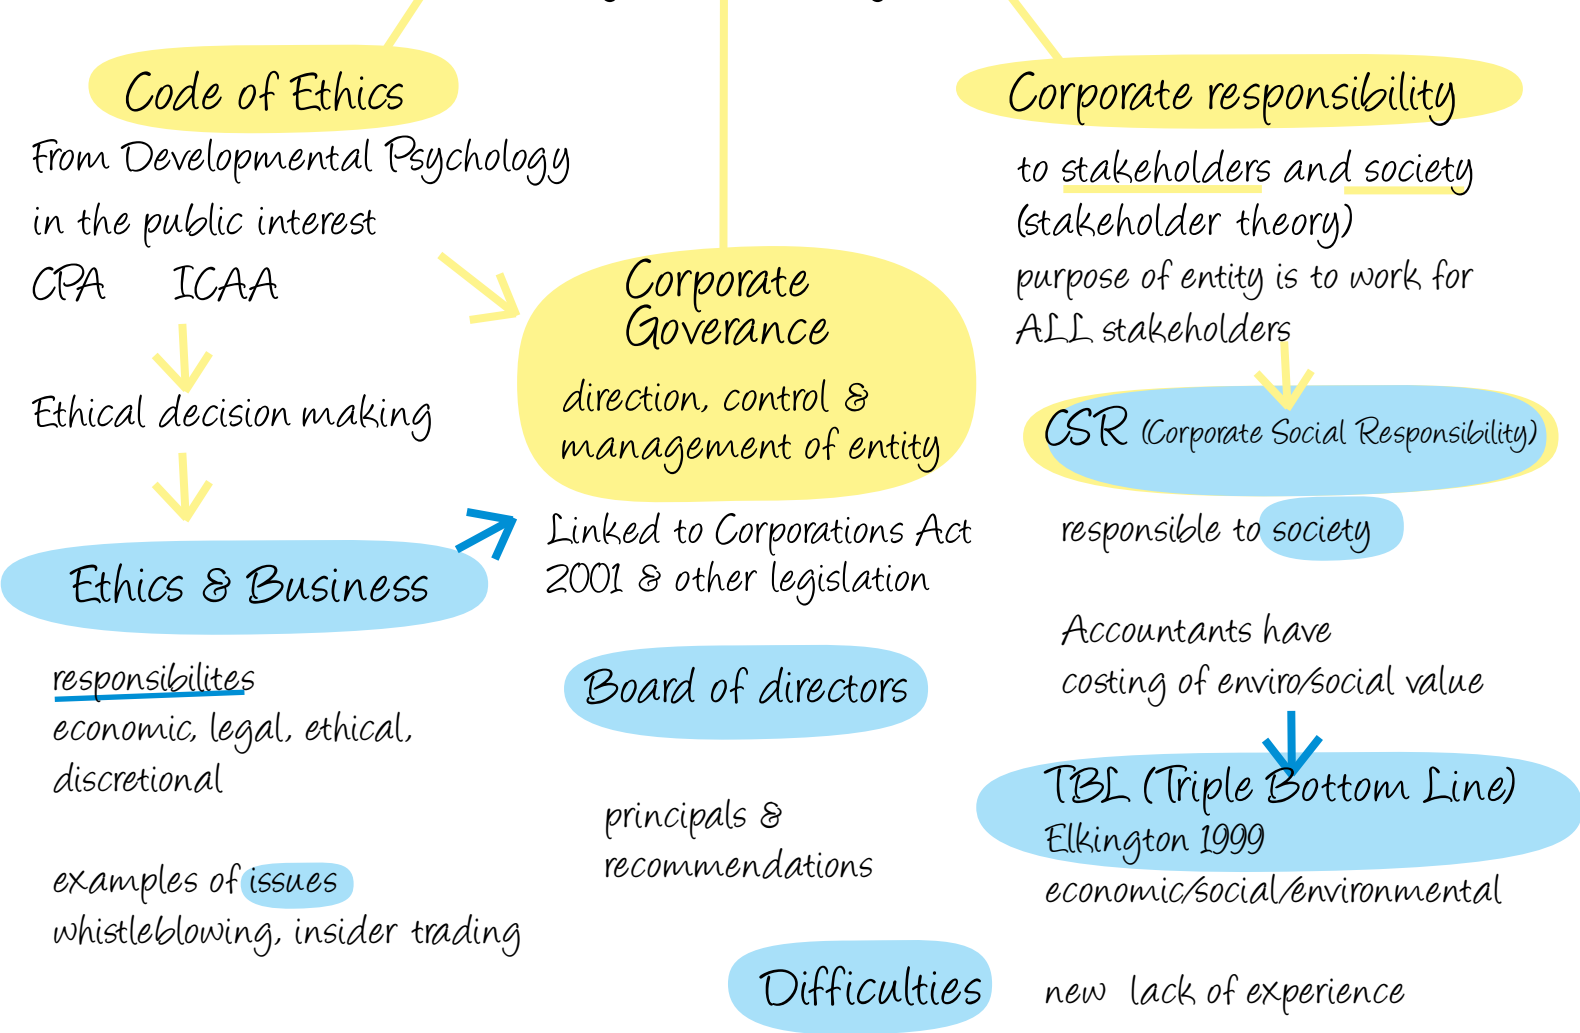 Code of Ethics
From Developmental Psychology
in the public interest
CPA ICAA
Ethical decision making
Ethics & Business
responsibilites
economic, legal, ethical,
discretional
examples of issues
whistleblowing, insider trading
Corporate
Goverance
direction, control &
management of entity
Linked to Corporations Act
2001 & other legislation
Board of directors
principals &
recommendations
Difficulties
Corporate responsibility
to stakeholders and society
(stakeholder theory)
purpose of entity is to work for
ALL stakeholders
CSR (Corporate Social Responsibility)
responsible to society
Accountants have
costing of enviro/social value
TBL (Triple Bottom Line)
Elkington 1999
economic/social/environmental
new lack of experience